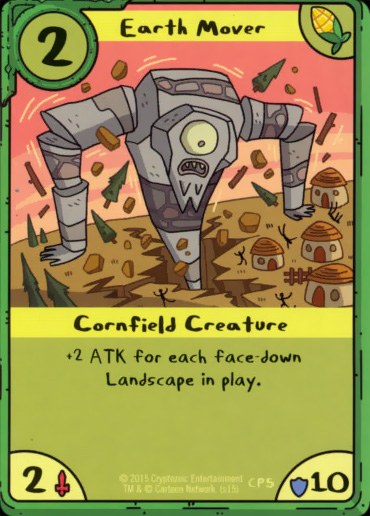 2
Earth Mover
Cornfield Creature
+2 ATK for each face-down
Landscape in play.
© 2015 Cryptozoic Entertainment
TM & © Cartoon Network (s15)
CP5
2
10